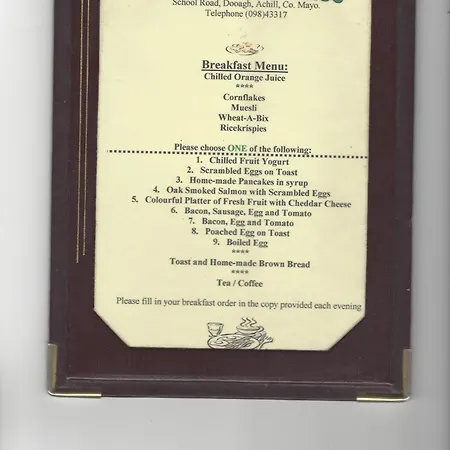 School Road, Dooagh, Achill, Co. Mayo.
Telephone (098)43317
Breakfast Menu:
Chilled Orange Juice
****
Cornflakes
Muesli
Wheat-A-Bix
Ricekrispies
Please choose ONE of the following:
1. Chilled Fruit Yogurt
2. Scrambled Eggs on Toast
3. Home-made Pancakes in syrup
4. Oak Smoked Salmon with Scrambled Eggs
5. Colourful Platter of Fresh Fruit with Cheddar Cheese
6. Bacon, Sausage, Egg and Tomato
7. Bacon, Egg and Tomato
8. Poached Egg on Toast
9. Boiled Egg
****
Toast and Home-made Brown Bread
****
Tea / Coffee
Please fill in your breakfast order in the copy provided each evening